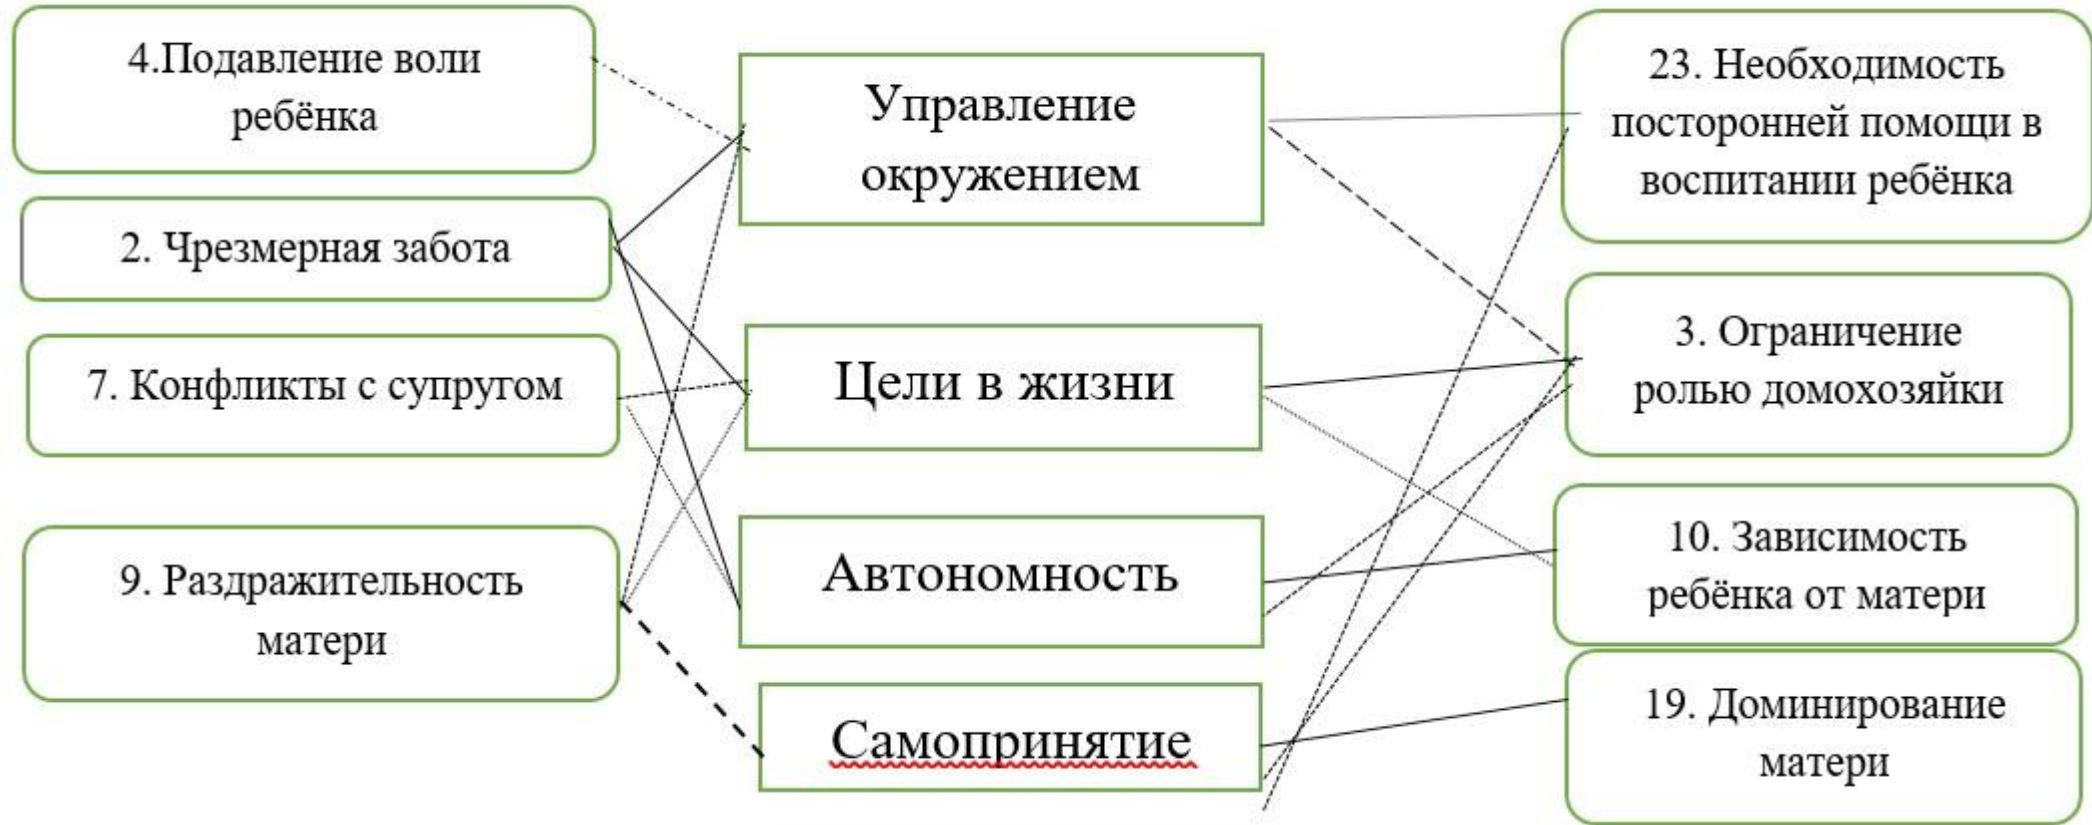 4.Подавление воли
ребёнка
2. Чрезмерная забота
7. Конфликты с супругом
9. Раздражительность
матери
Управление
окружением
Цели в жизни
Автономность
Самопринятие
23. Необходимость
посторонней помощи в
воспитании ребёнка
3. Ограничение
ролью домохозяйки
10. Зависимость
ребёнка от матери
19. Доминирование
матери